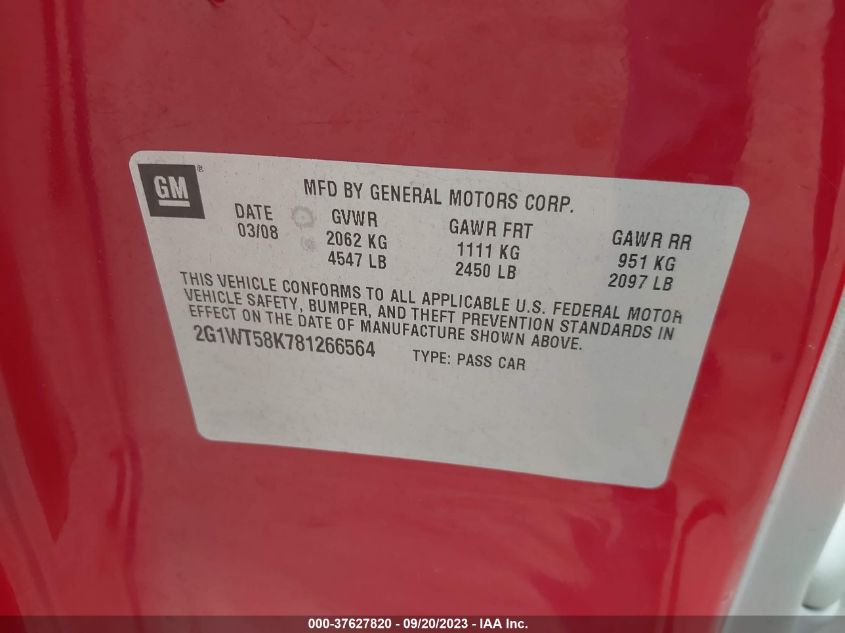 GM
MFD BY GENERAL MOTORS CORP.
DATE GVWR GAWR FRT GAWR RR
03/08 2062 KG 1111 KG 951 KG
4547 LB 2450 LB 2097 LB
THIS VEHICLE CONFORMS TO ALL APPLICABLE U.S. FEDERAL MOTOR
VEHICLE SAFETY, BUMPER, AND THEFT PREVENTION STANDARDS IN
EFFECT ON THE DATE OF MANUFACTURE SHOWN ABOVE.
2G1WT58K781266564 TYPE: PASS CAR
000-37627820 - 09/20/2023 - IAA Inc.